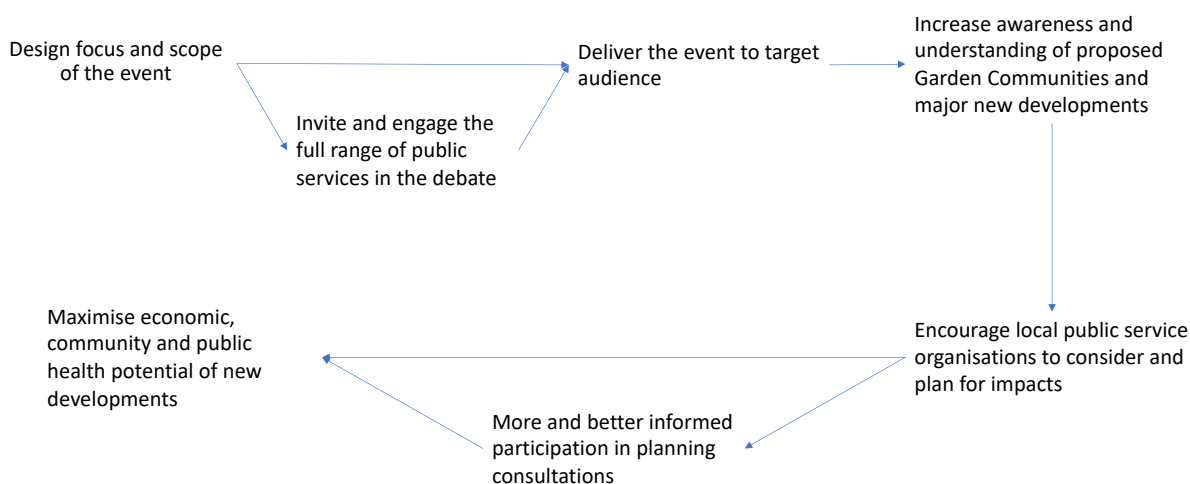 Design focus and scope
of the event
Invite and engage the
full range of public
services in the debate
Deliver the event to target
audience
Increase awareness and
understanding of proposed
Garden Communities and
major new developments
Encourage local public service
organisations to consider and
plan for impacts
More and better informed
participation in planning
consultations
Maximise economic,
community and public
health potential of new
developments